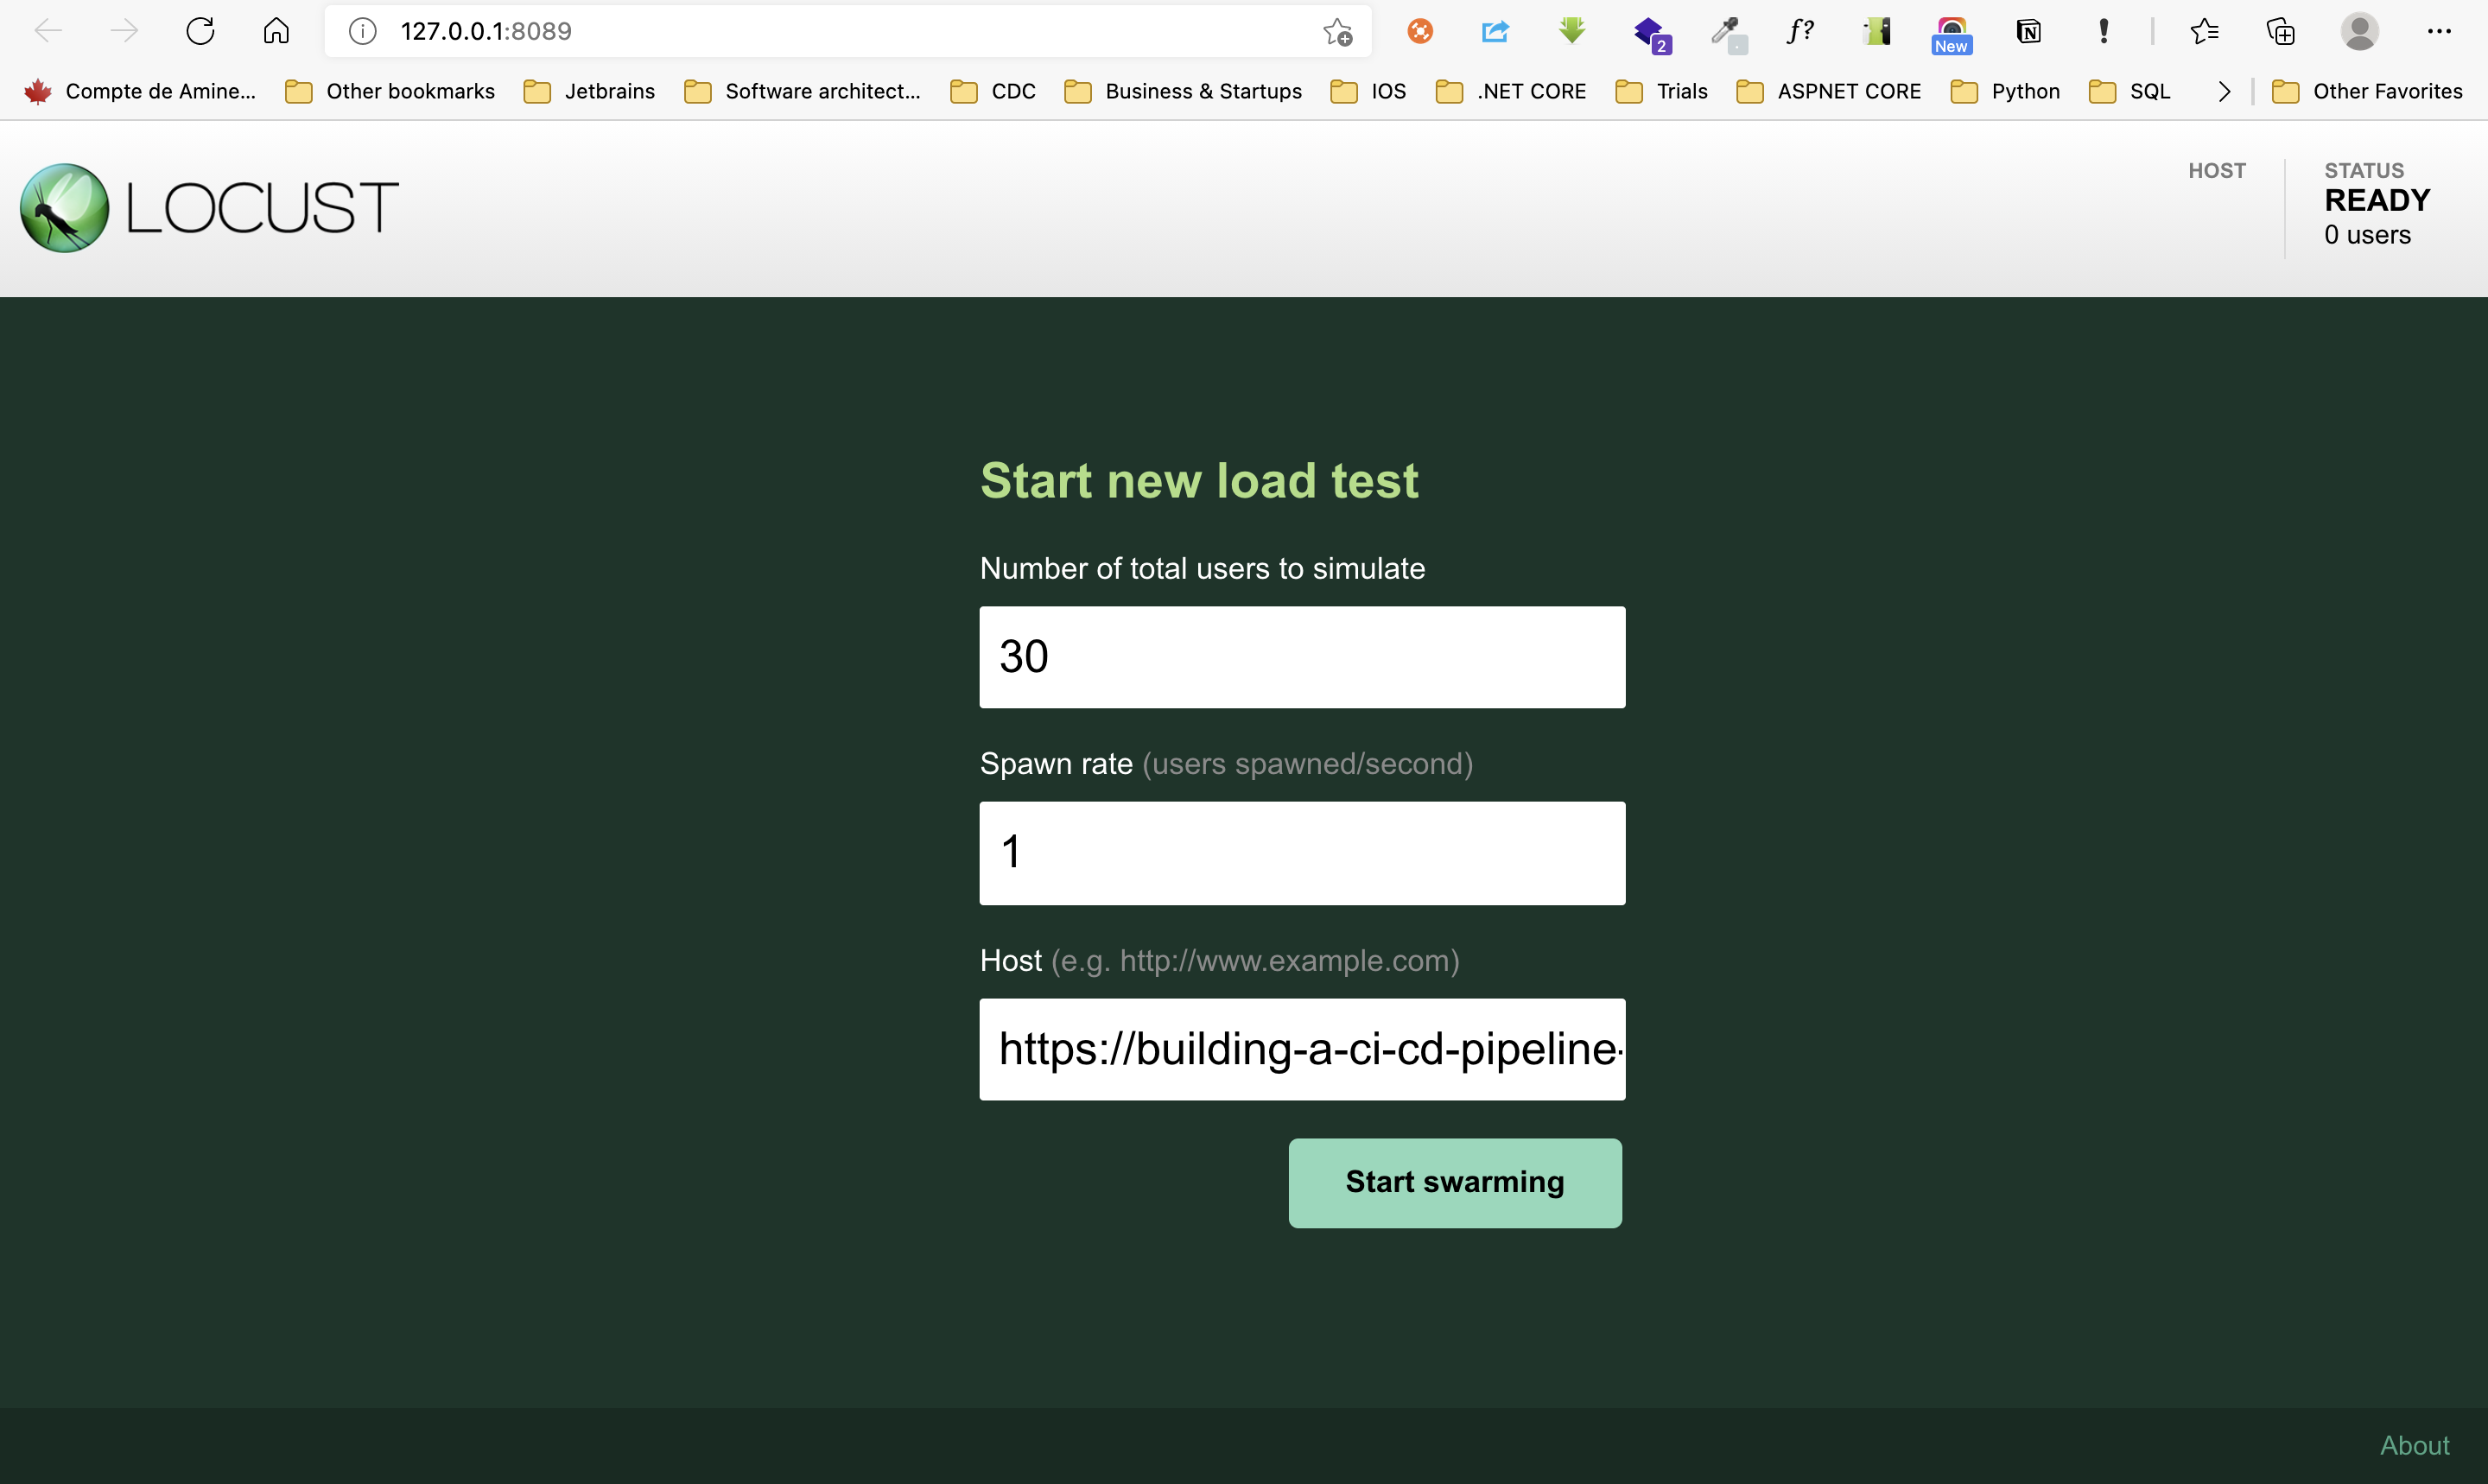 127.0.0.1:8089
2
f?
New
N
Compte de Amine...
Other bookmarks
Jetbrains
Software architect...
CDC
Business & Startups
IOS
.NET CORE
Trials
ASPNET CORE
Python
SQL
Other Favorites
LOCUST
HOST
STATUS
READY
0 users
Start new load test
Number of total users to simulate
30
Spawn rate (users spawned/second)
1
Host (e.g. http://www.example.com)
https://building-a-ci-cd-pipeline-
Start swarming
About